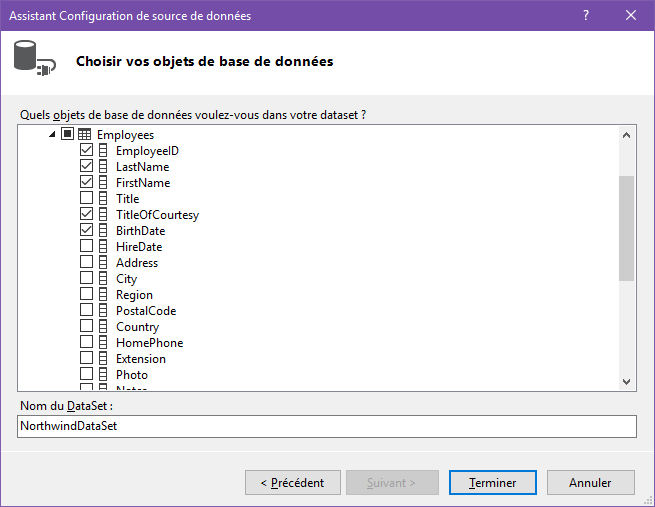 Assistant Configuration de source de données
Choisir vos objets de base de données
Quels objets de base de données voulez-vous dans votre dataset ?
Employees
EmployeeID
LastName
FirstName
Title
TitleOfCourtesy
BirthDate
HireDate
Address
City
Region
PostalCode
Country
HomePhone
Extension
Photo
Nom du DataSet :
NorthwindDataSet
< Précédent
Suivant >
Terminer
Annuler